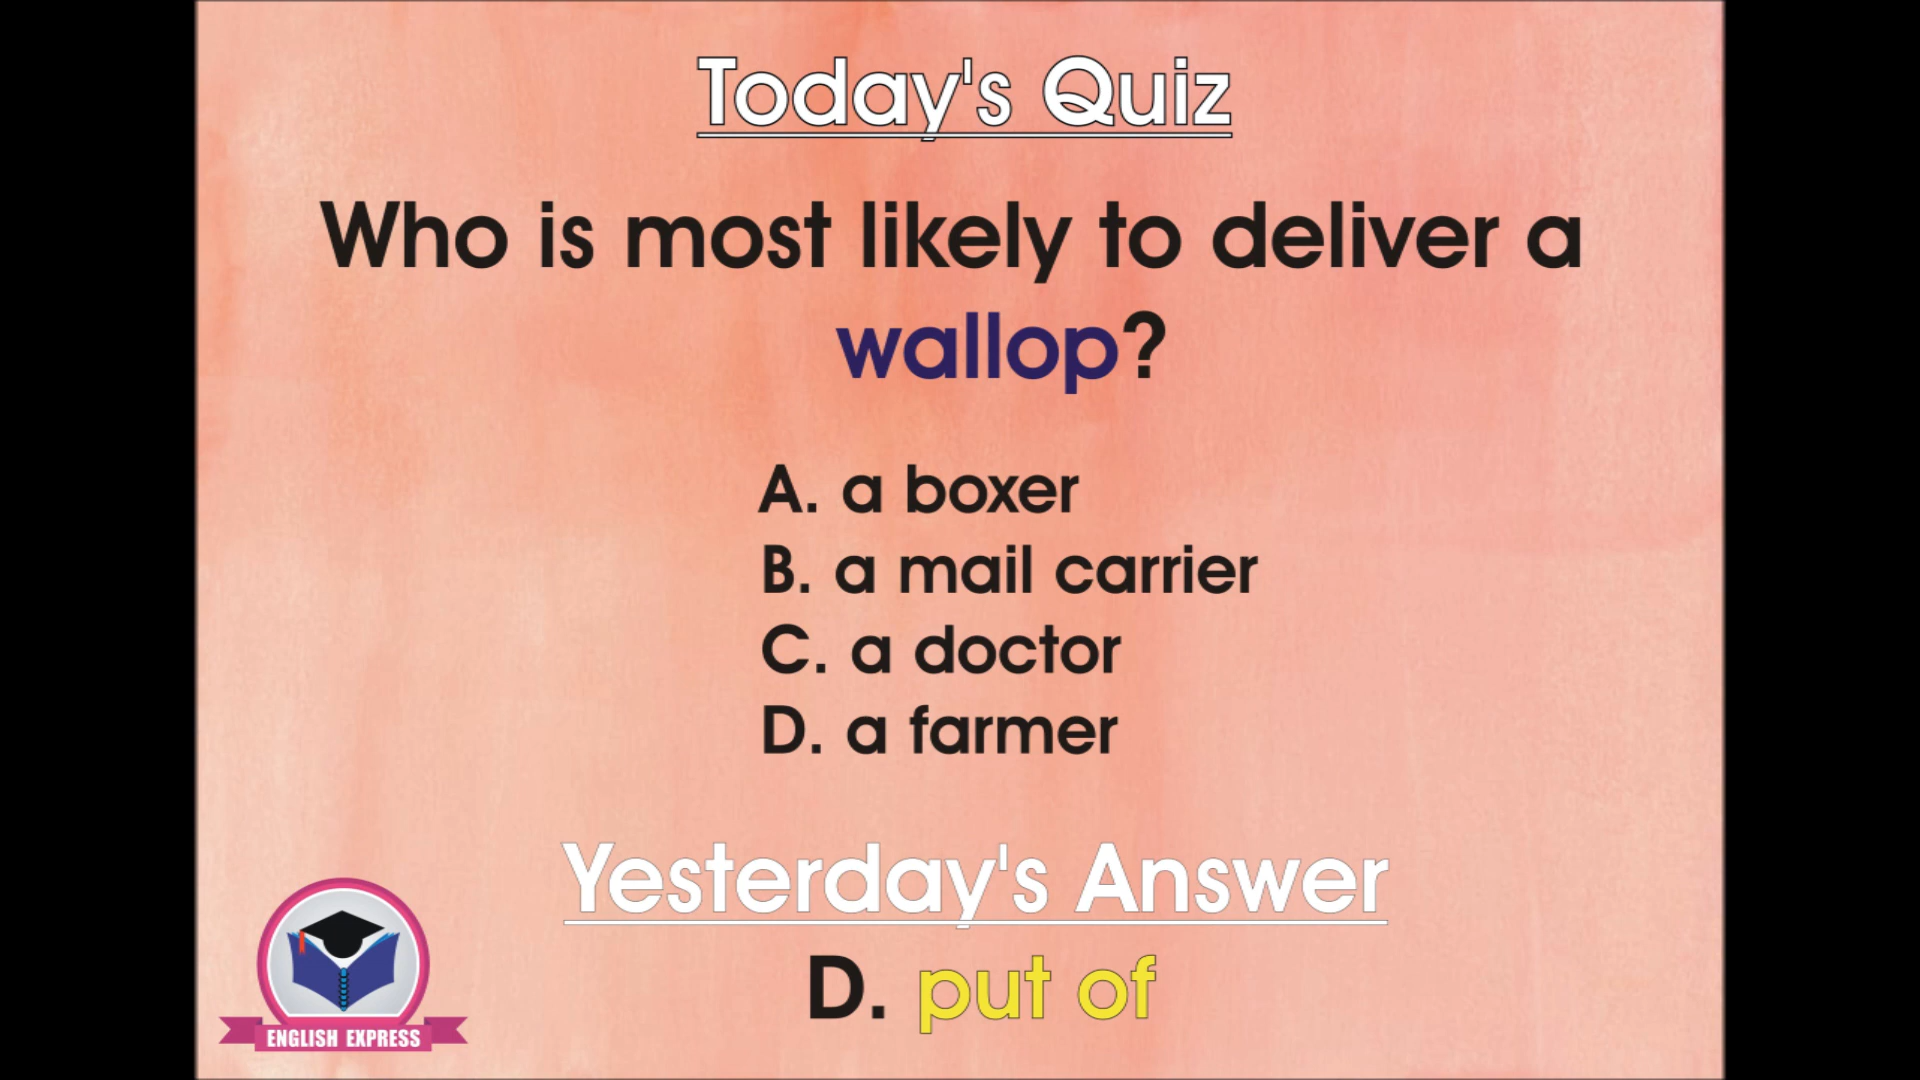 Today's Quiz
Who is most likely to deliver a
wallop?
A. a boxer
B. a mail carrier
C. a doctor
D. a farmer
Yesterday's Answer
D. put of
ENGLISH EXPRESS